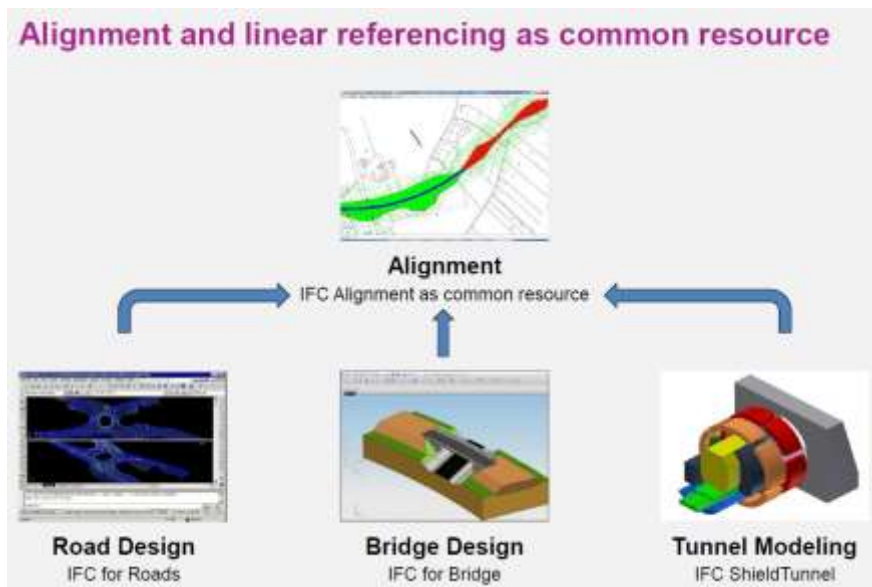 Alignment and linear referencing as common resource
Alignment
IFC Alignment as common resource
Road Design
IFC for Roads
Bridge Design
IFC for Bridge
Tunnel Modeling
IFC ShieldTunnel